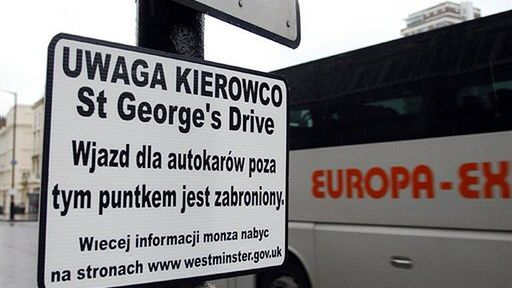 UWAGA KIEROWCO
St George's Drive
Wjazd dla autokarów poza
tym punktkem jest zabroniony.
Wiecej informacji monza nabyc
na stronach www.westminster.gov.uk
EUROPA-EX